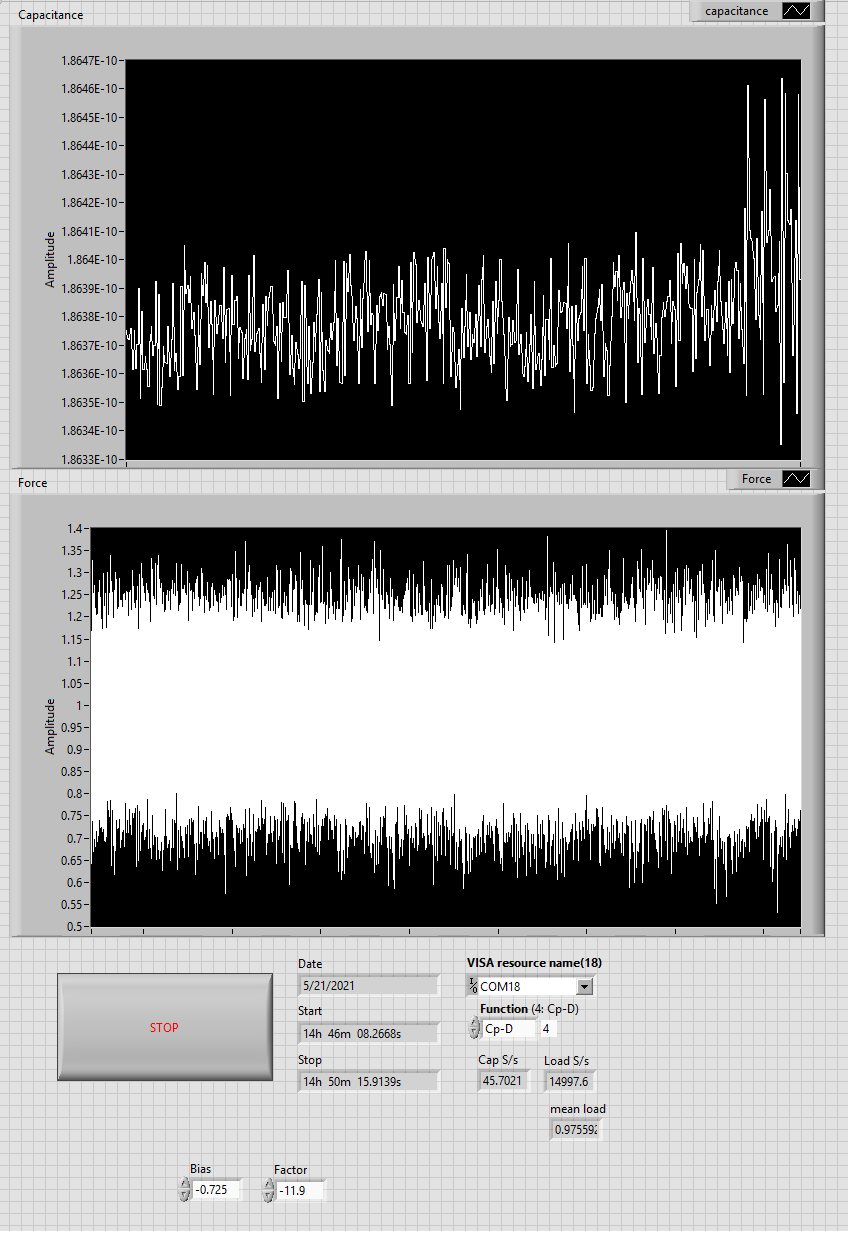 Capacitance
capacitance
1.8647E-10
1.8646E-10
1.8645E-10
1.8644E-10
1.8643E-10
1.8642E-10
1.8641E-10
1.864E-10
1.8639E-10
1.8638E-10
1.8637E-10
1.8636E-10
1.8635E-10
1.8634E-10
1.8633E-10
Amplitude
Force
Force
1.4
1.35
1.3
1.25
1.2
1.15
1.1
1.05
1
0.95
0.9
0.85
0.8
0.75
0.7
0.65
0.6
0.55
0.5
Amplitude
STOP
Date
5/21/2021
Start
14h 46m 08.2668s
Stop
14h 50m 15.9139s
VISA resource name(18)
COM18
Function (4: Cp-D)
Cp-D 4
Cap S/s Load S/s
45.7021 14997.6
mean load
0.975592
Bias Factor
-0.725 -11.9